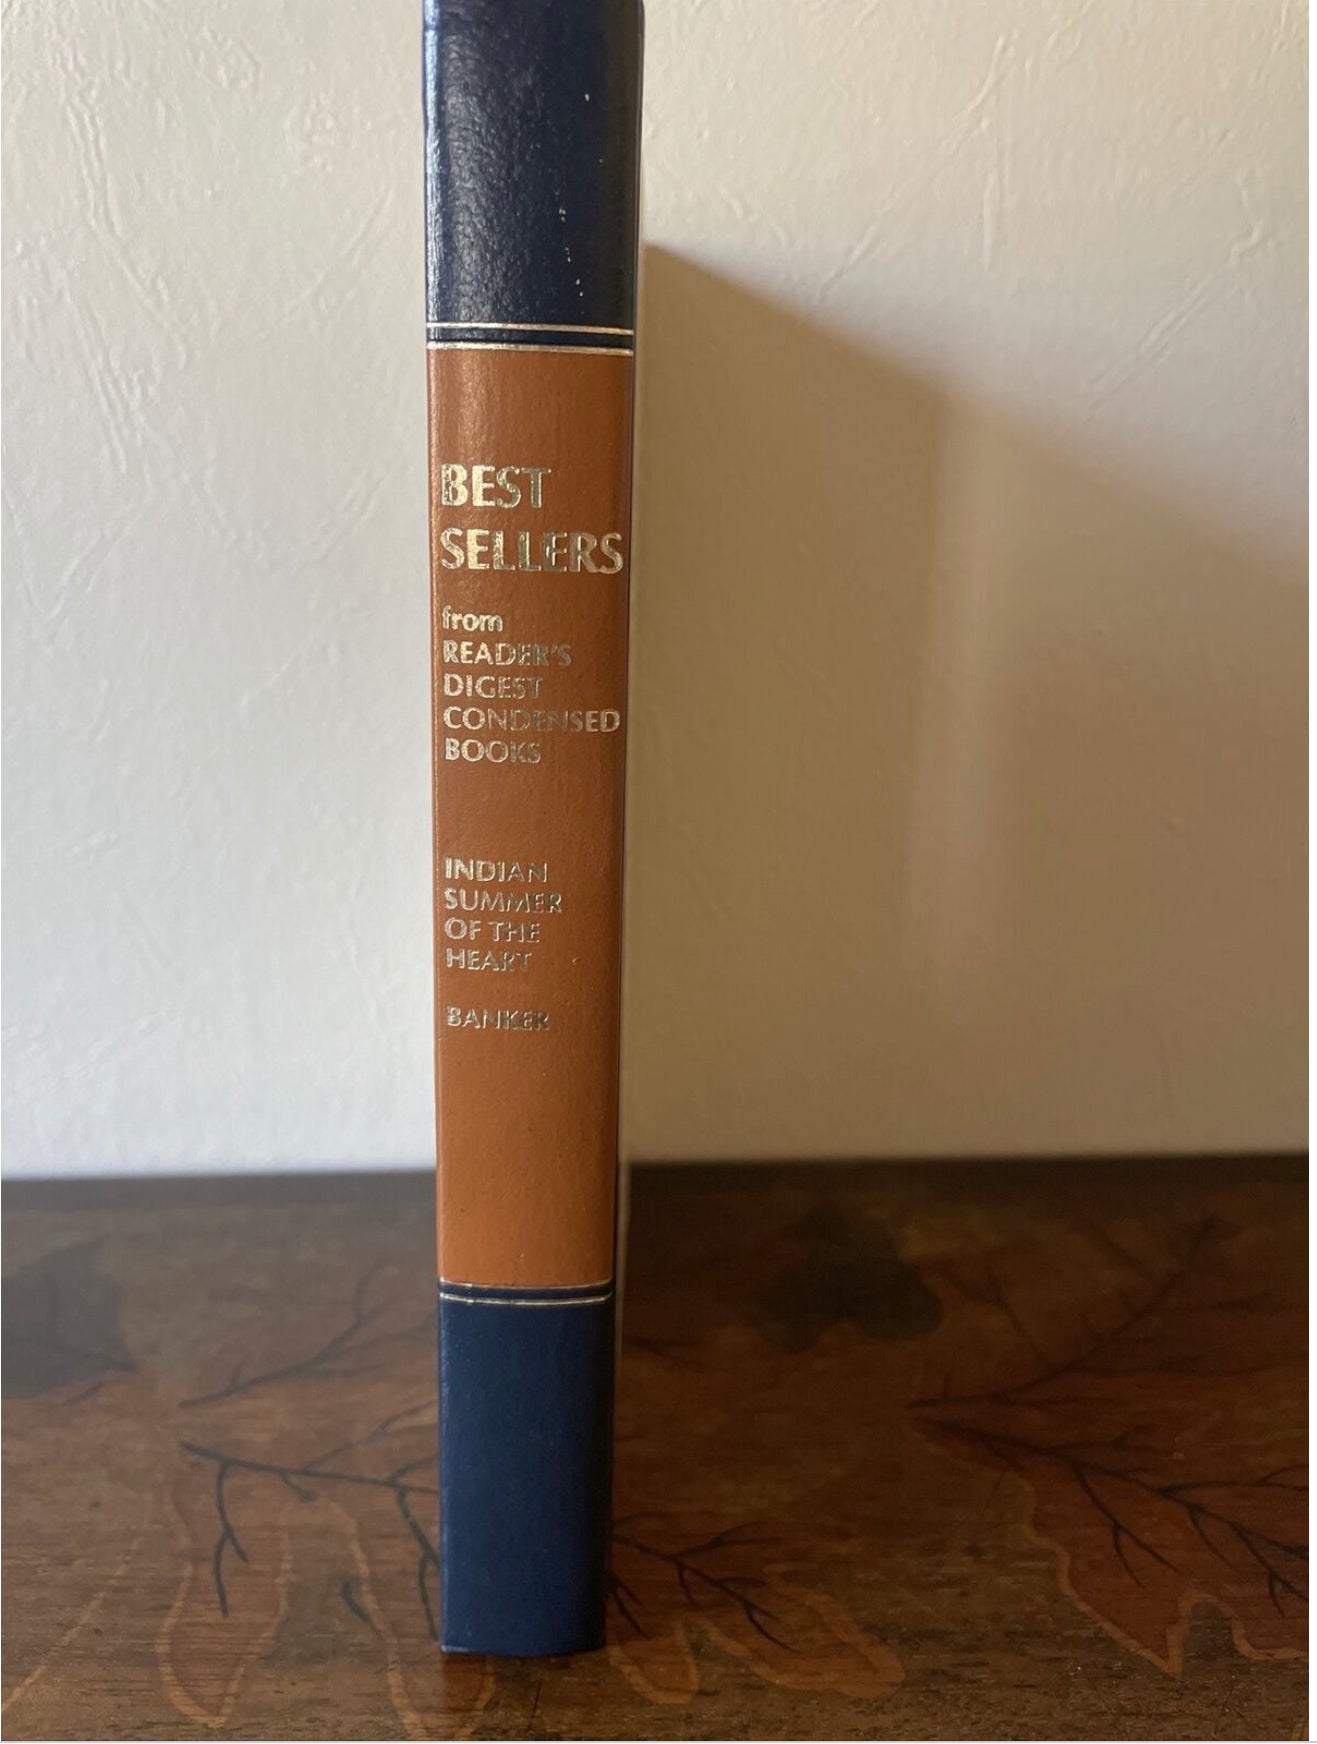 BEST
SELLERS
from
READER'S
DIGEST
CONDENSED
BOOKS
INDIAN
SUMMER
OF THE
HEART
BANKER